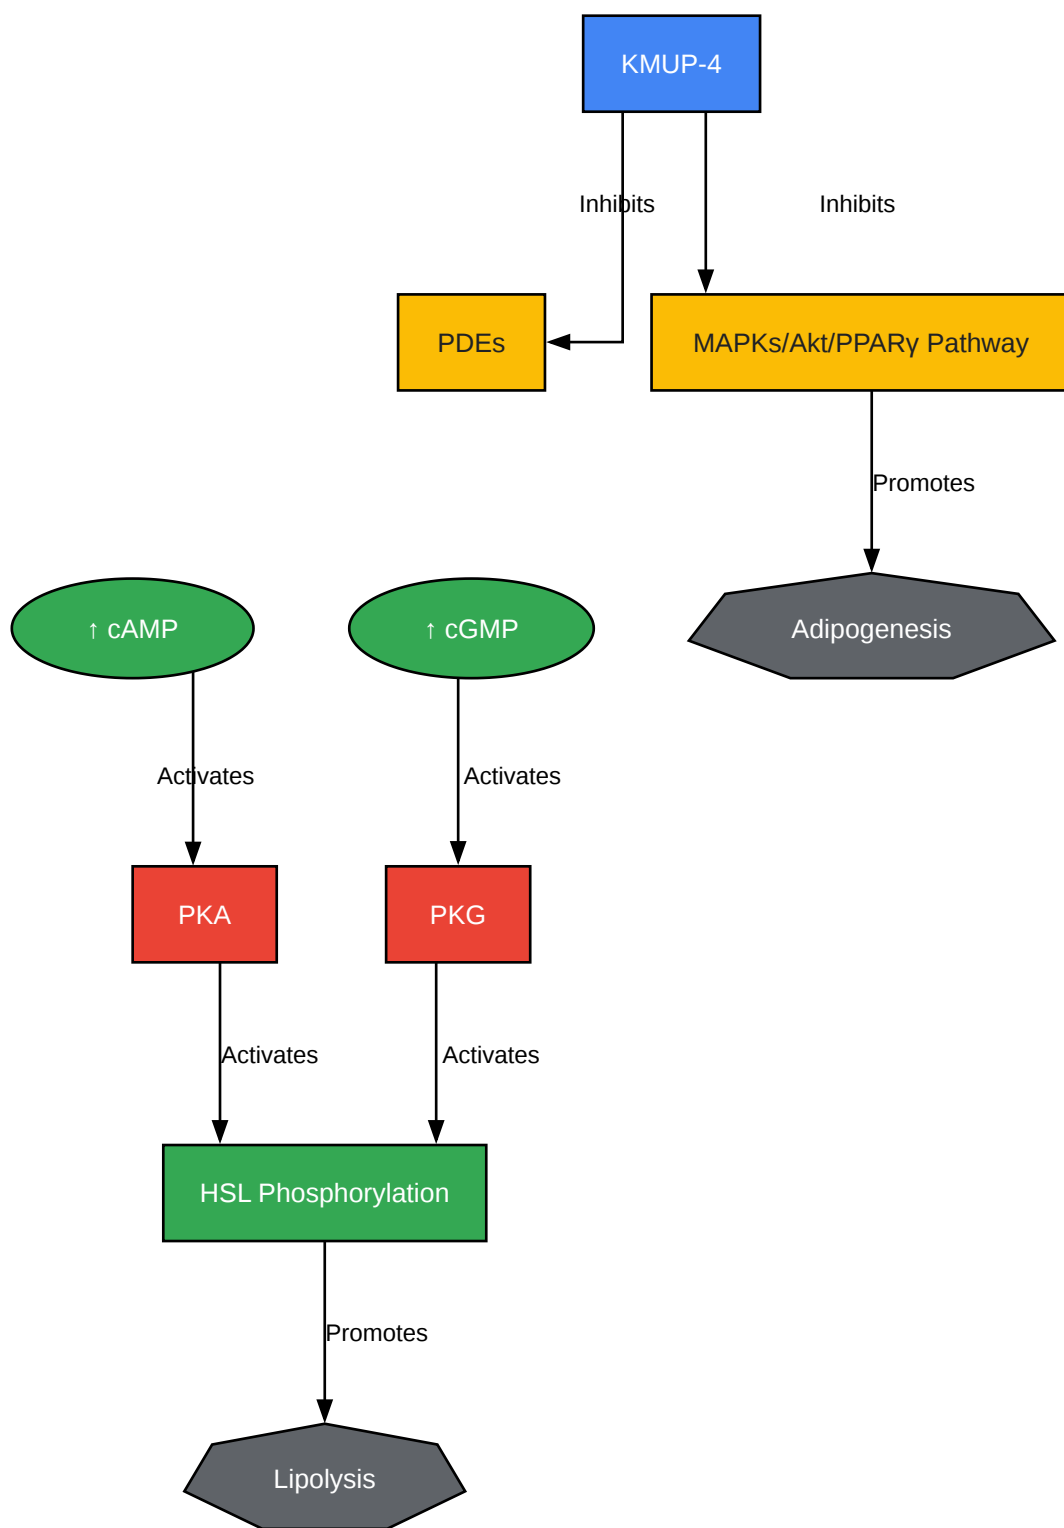 KMUP-4
Inhibits
Inhibits
PDEs
MAPKs/Akt/PPARγ Pathway
Promotes
↑ cAMP
↑ cGMP
Adipogenesis
Activates
Activates
PKA
PKG
Activates
Activates
HSL Phosphorylation
Promotes
Lipolysis